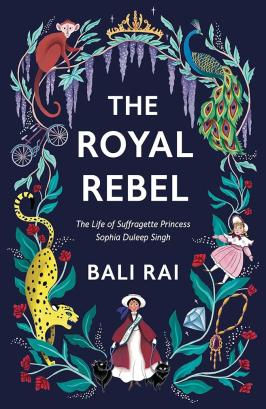 THE
ROYAL
REBEL
The Life of Suffragette Princess
Sophia Duleep Singh
BALI RAI